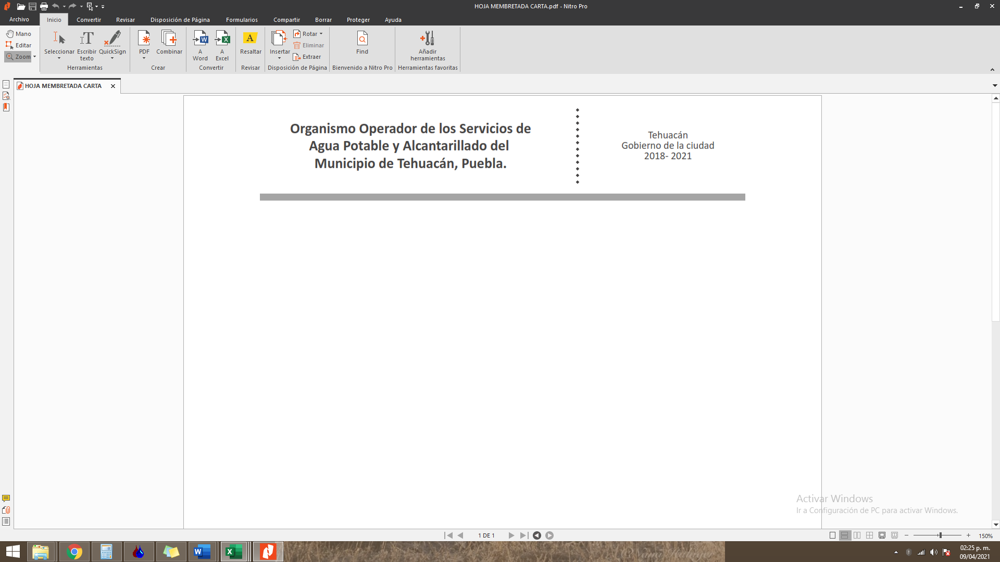 HOJA MEMBRETADA CARTA.pdf - Nitro Pro
Archivo Inicio Convertir Revisar Disposición de Página Formularios Compartir Borrar Proteger Ayuda
Mano
Editar
Zoom
Seleccionar
Escribir texto
QuickSign
Herramientas
PDF
Combinar
Crear
A Word
A Excel
Convertir
Resaltar
Revisar
Insertar
Rotar
Eliminar
Extraer
Disposición de Página
Find
Bienvenido a Nitro Pro
Añadir herramientas
Herramientas favoritas
HOJA MEMBRETADA CARTA
Organismo Operador de los Servicios de
Agua Potable y Alcantarillado del
Municipio de Tehuacán, Puebla.
Tehuacán
Gobierno de la ciudad
2018- 2021
Activar Windows
Ir a Configuración de PC para activar Windows.
1 DE 1
150%
02:25 p. m.
09/04/2021